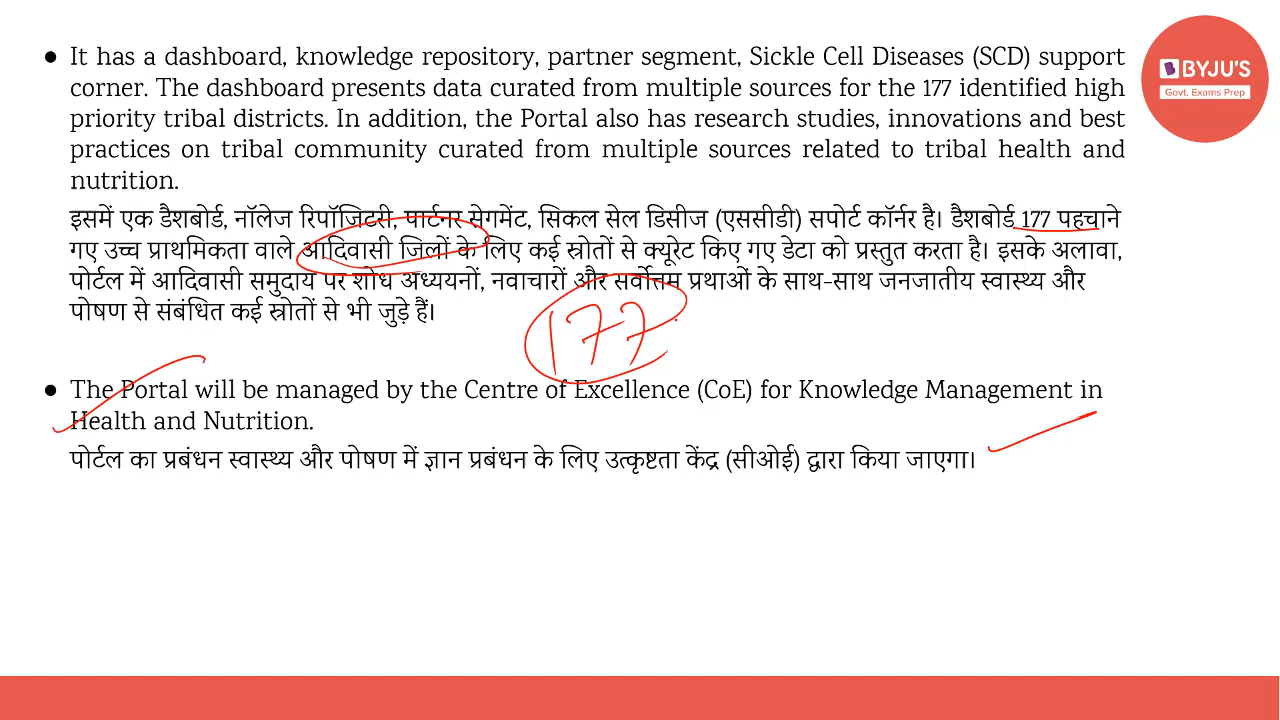 ● It has a dashboard, knowledge repository, partner segment, Sickle Cell Diseases (SCD) support
corner. The dashboard presents data curated from multiple sources for the 177 identified high
priority tribal districts. In addition, the Portal also has research studies, innovations and best
practices on tribal community curated from multiple sources related to tribal health and
nutrition.
इसमें एक डैशबोर्ड, नॉलेज रिपॉजिटरी, पार्टनर सेगमेंट, सिकल सेल डिसीज (एससीडी) सपोर्ट कॉर्नर है। डैशबोर्ड 177 पहचाने
गए उच्च प्राथमिकता वाले आदिवासी जिलों के लिए कई स्रोतों से क्यूरेट किए गए डेटा को प्रस्तुत करता है। इसके अलावा,
पोर्टल में आदिवासी समुदाय पर शोध अध्ययनों, नवाचारों और सर्वोत्तम प्रथाओं के साथ-साथ जनजातीय स्वास्थ्य और
पोषण से संबंधित कई स्रोतों से भी जुड़े हैं।
177
● The Portal will be managed by the Centre of Excellence (CoE) for Knowledge Management in
Health and Nutrition.
पोर्टल का प्रबंधन स्वास्थ्य और पोषण में ज्ञान प्रबंधन के लिए उत्कृष्टता केंद्र (सीओई) द्वारा किया जाएगा।
BYJU'S
Govt. Exams Prep